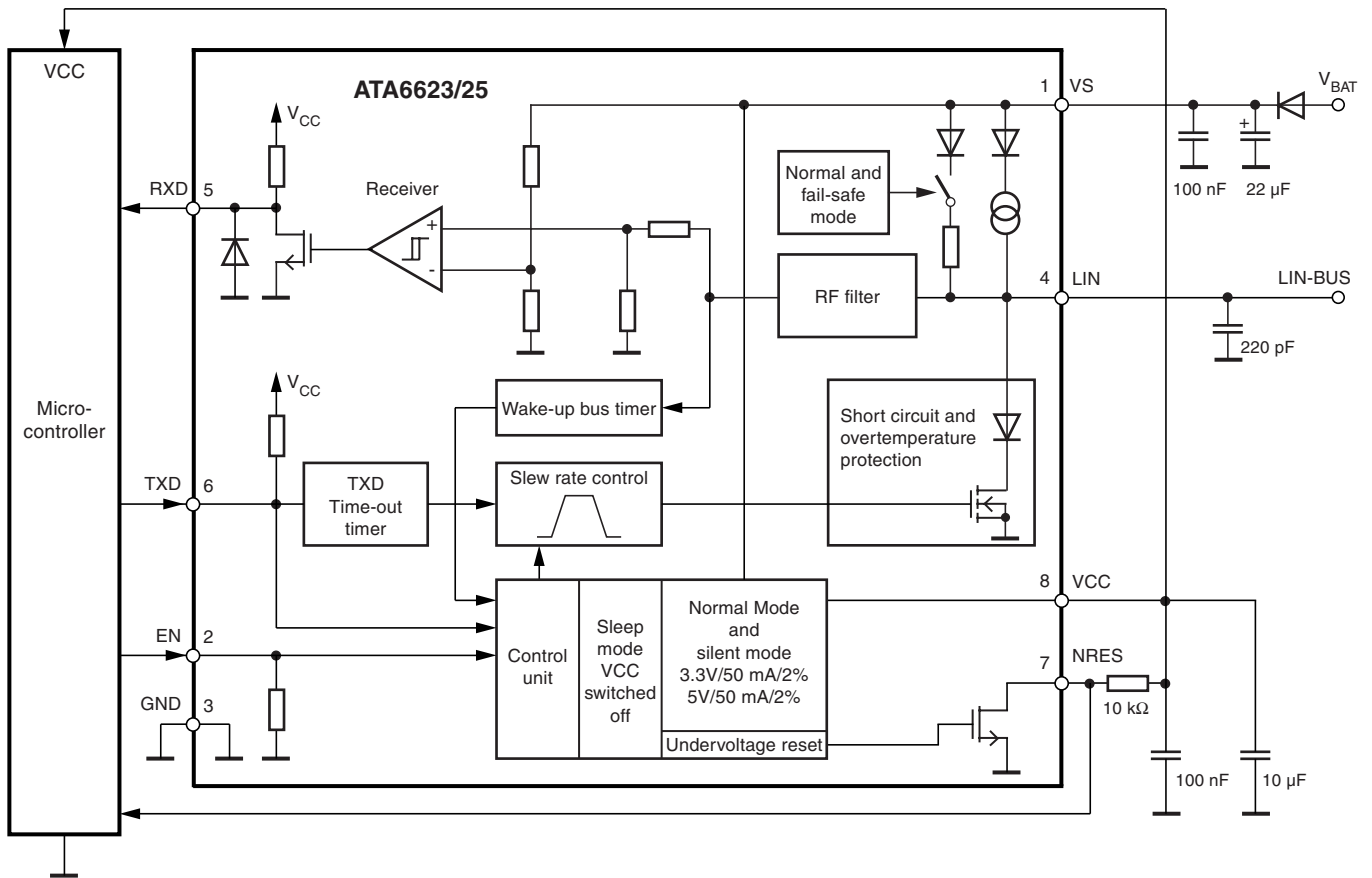 VCC
ATA6623/25
1 VS
VBAT
VCC
100 nF
22 µF
+
RXD 5
Receiver
+
-
Normal and
fail-safe
mode
RF filter
4 LIN
LIN-BUS
220 pF
Micro-
controller
VCC
Wake-up bus timer
Short circuit and
overtemperature
protection
TXD 6
TXD
Time-out
timer
Slew rate control
8 VCC
EN 2
Control
unit
Sleep
mode
VCC
switched
off
Normal Mode
and
silent mode
3.3V/50 mA/2%
5V/50 mA/2%
Undervoltage reset
7 NRES
10 kΩ
GND 3
100 nF
10 µF